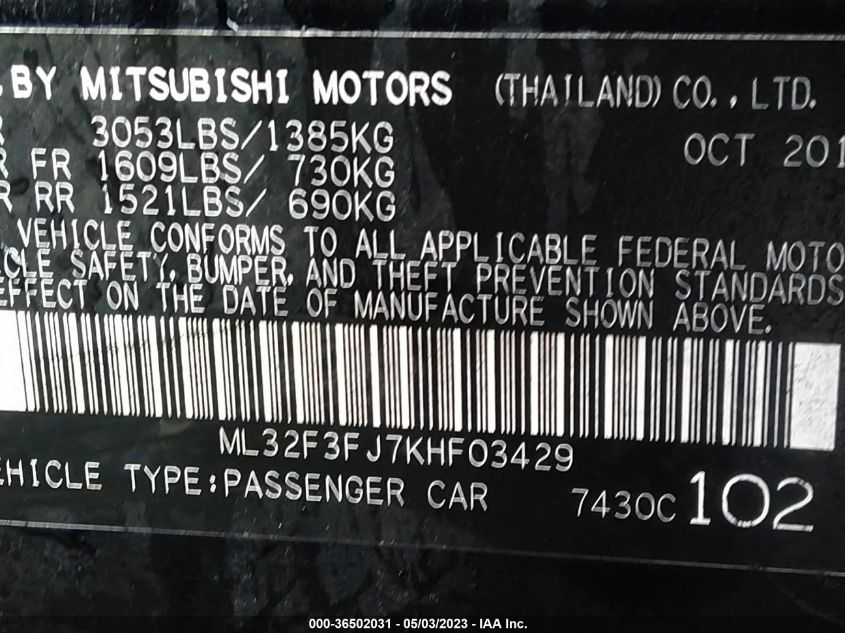 BY MITSUBISHI MOTORS (THAILAND) CO., LTD.
3053LBS/1385KG OCT 201
FR 1609LBS/ 730KG
RR 1521LBS/ 690KG
VEHICLE CONFORMS TO ALL APPLICABLE FEDERAL MOTO
CLE SAFETY, BUMPER, AND THEFT PREVENTION STANDARDS
EFFECT ON THE DATE OF MANUFACTURE SHOWN ABOVE.
ML32F3FJ7KHF03429
EHICLE TYPE:PASSENGER CAR 7430C 102
000-36502031 - 05/03/2023 - IAA Inc.